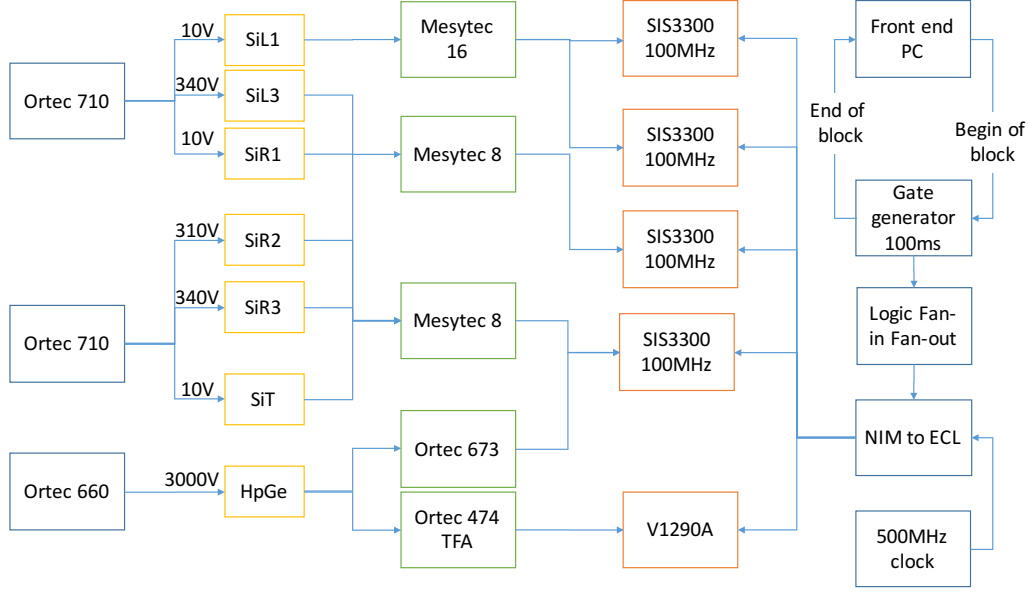 Ortec 710
10V
SiL1
340V
SiL3
10V
SiR1
Ortec 710
310V
SiR2
340V
SiR3
10V
SiT
Ortec 660
3000V
HpGe
Mesytec
16
Mesytec 8
Mesytec 8
Ortec 673
Ortec 474
TFA
SIS3300
100MHz
SIS3300
100MHz
SIS3300
100MHz
SIS3300
100MHz
V1290A
Front end
PC
End of
block
Begin of
block
Gate
generator
100ms
Logic Fan-
in Fan-out
NIM to ECL
500MHz
clock